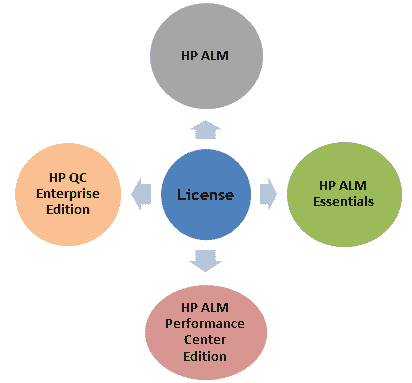 HP ALM
HP QC
Enterprise
Edition
License
HP ALM
Essentials
HP ALM
Performance
Center
Edition